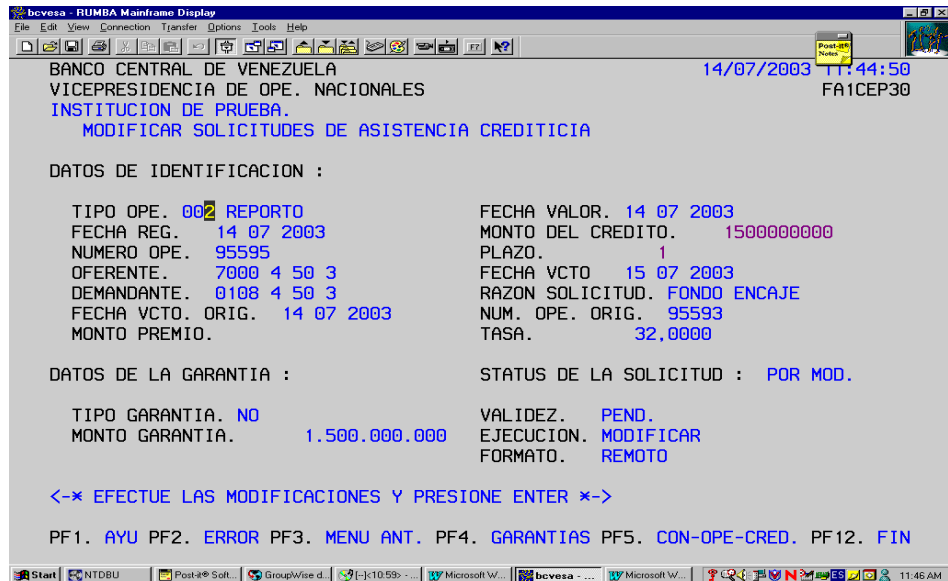 bcvesa - RUMBA Mainframe Display
File Edit View Connection Transfer Options Tools Help
Post-it® Notes
BANCO CENTRAL DE VENEZUELA 14/07/2003 11:44:50
VICEPRESIDENCIA DE OPE. NACIONALES FA1CEP30
INSTITUCION DE PRUEBA.
MODIFICAR SOLICITUDES DE ASISTENCIA CREDITICIA
DATOS DE IDENTIFICACION :
TIPO OPE. 002 REPORTO FECHA VALOR. 14 07 2003
FECHA REG. 14 07 2003 MONTO DEL CREDITO. 1500000000
NUMERO OPE. 95595 PLAZO. 1
OFERENTE. 7000 4 50 3 FECHA VCTO 15 07 2003
DEMANDANTE. 0108 4 50 3 RAZON SOLICITUD. FONDO ENCAJE
FECHA VCTO. ORIG. 14 07 2003 NUM. OPE. ORIG. 95593
MONTO PREMIO. TASA. 32,0000
DATOS DE LA GARANTIA : STATUS DE LA SOLICITUD : POR MOD.
TIPO GARANTIA. NO VALIDEZ. PEND.
MONTO GARANTIA. 1.500.000.000 EJECUCION. MODIFICAR
FORMATO. REMOTO
<-* EFECTUE LAS MODIFICACIONES Y PRESIONE ENTER *->
PF1. AYU PF2. ERROR PF3. MENU ANT. PF4. GARANTIAS PF5. CON-OPE-CRED. PF12. FIN
Start NTDBU Post-it® Soft... GroupWise d... [-]<10:59> - ... Microsoft W... bcvesa - ... Microsoft W... ES 11:46 AM